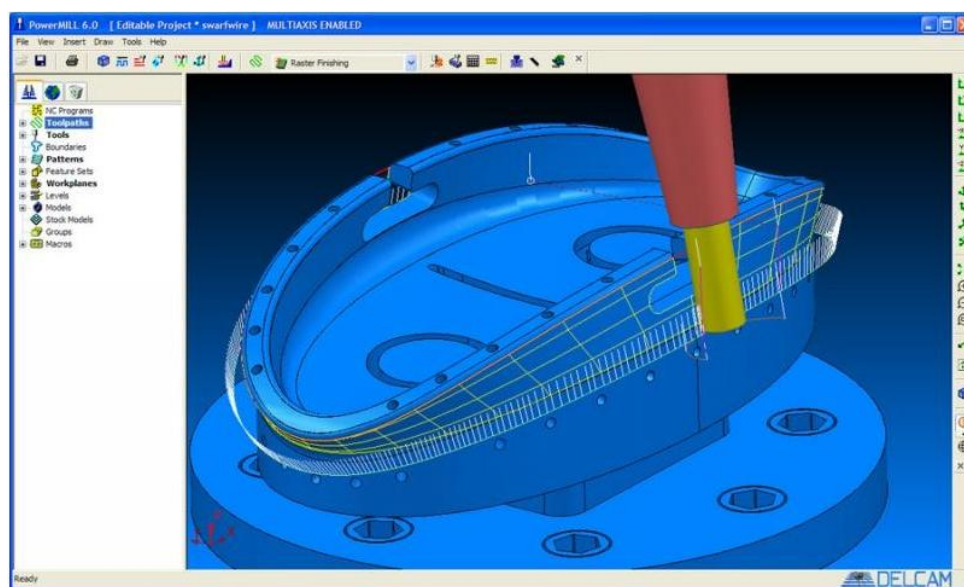 PowerMILL 6.0 [ Editable Project * swarfwire ] MULTIAXIS ENABLED
File View Insert Draw Tools Help
Raster Finishing
NC Programs
Toolpaths
Tools
Boundaries
Patterns
Feature Sets
Workplanes
Levels
Models
Stock Models
Groups
Macros
Ready
DELCAM